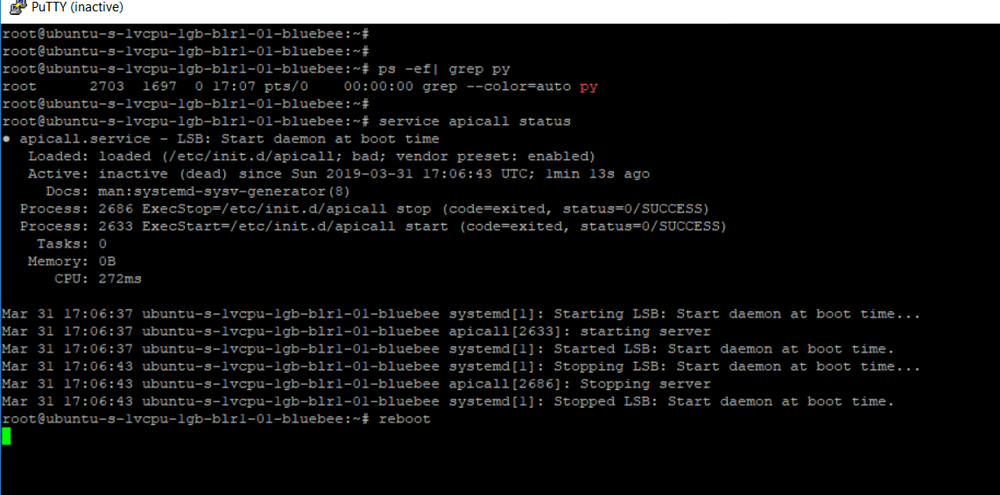 PuTTY (inactive)
root@ubuntu-s-1vcpu-1gb-blr1-01-bluebee:~#
root@ubuntu-s-1vcpu-1gb-blr1-01-bluebee:~#
root@ubuntu-s-1vcpu-1gb-blr1-01-bluebee:~# ps -ef| grep py
root      2703  1697  0 17:07 pts/0    00:00:00 grep --color=auto py
root@ubuntu-s-1vcpu-1gb-blr1-01-bluebee:~#
root@ubuntu-s-1vcpu-1gb-blr1-01-bluebee:~# service apicall status
● apicall.service - LSB: Start daemon at boot time
   Loaded: loaded (/etc/init.d/apicall; bad; vendor preset: enabled)
   Active: inactive (dead) since Sun 2019-03-31 17:06:43 UTC; 1min 13s ago
     Docs: man:systemd-sysv-generator(8)
  Process: 2686 ExecStop=/etc/init.d/apicall stop (code=exited, status=0/SUCCESS)
  Process: 2633 ExecStart=/etc/init.d/apicall start (code=exited, status=0/SUCCESS)
    Tasks: 0
   Memory: 0B
      CPU: 272ms
Mar 31 17:06:37 ubuntu-s-1vcpu-1gb-blr1-01-bluebee systemd[1]: Starting LSB: Start daemon at boot time...
Mar 31 17:06:37 ubuntu-s-1vcpu-1gb-blr1-01-bluebee apicall[2633]: starting server
Mar 31 17:06:37 ubuntu-s-1vcpu-1gb-blr1-01-bluebee systemd[1]: Started LSB: Start daemon at boot time.
Mar 31 17:06:43 ubuntu-s-1vcpu-1gb-blr1-01-bluebee systemd[1]: Stopping LSB: Start daemon at boot time...
Mar 31 17:06:43 ubuntu-s-1vcpu-1gb-blr1-01-bluebee apicall[2686]: Stopping server
Mar 31 17:06:43 ubuntu-s-1vcpu-1gb-blr1-01-bluebee systemd[1]: Stopped LSB: Start daemon at boot time.
root@ubuntu-s-1vcpu-1gb-blr1-01-bluebee:~# reboot